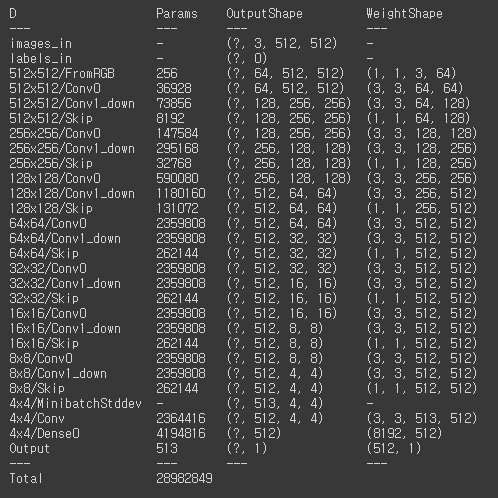 D Params OutputShape WeightShape
--- --- --- ---
images_in - (?, 3, 512, 512) -
labels_in - (?, 0) -
512x512/FromRGB 256 (?, 64, 512, 512) (1, 1, 3, 64)
512x512/Conv0 36928 (?, 64, 512, 512) (3, 3, 64, 64)
512x512/Conv1_down 73856 (?, 128, 256, 256) (3, 3, 64, 128)
512x512/Skip 8192 (?, 128, 256, 256) (1, 1, 64, 128)
256x256/Conv0 147584 (?, 128, 256, 256) (3, 3, 128, 128)
256x256/Conv1_down 295168 (?, 256, 128, 128) (3, 3, 128, 256)
256x256/Skip 32768 (?, 256, 128, 128) (1, 1, 128, 256)
128x128/Conv0 590080 (?, 256, 128, 128) (3, 3, 256, 256)
128x128/Conv1_down 1180160 (?, 512, 64, 64) (3, 3, 256, 512)
128x128/Skip 131072 (?, 512, 64, 64) (1, 1, 256, 512)
64x64/Conv0 2359808 (?, 512, 64, 64) (3, 3, 512, 512)
64x64/Conv1_down 2359808 (?, 512, 32, 32) (3, 3, 512, 512)
64x64/Skip 262144 (?, 512, 32, 32) (1, 1, 512, 512)
32x32/Conv0 2359808 (?, 512, 32, 32) (3, 3, 512, 512)
32x32/Conv1_down 2359808 (?, 512, 16, 16) (3, 3, 512, 512)
32x32/Skip 262144 (?, 512, 16, 16) (1, 1, 512, 512)
16x16/Conv0 2359808 (?, 512, 16, 16) (3, 3, 512, 512)
16x16/Conv1_down 2359808 (?, 512, 8, 8) (3, 3, 512, 512)
16x16/Skip 262144 (?, 512, 8, 8) (1, 1, 512, 512)
8x8/Conv0 2359808 (?, 512, 8, 8) (3, 3, 512, 512)
8x8/Conv1_down 2359808 (?, 512, 4, 4) (3, 3, 512, 512)
8x8/Skip 262144 (?, 512, 4, 4) (1, 1, 512, 512)
4x4/MinibatchStddev - (?, 513, 4, 4) -
4x4/Conv 2364416 (?, 512, 4, 4) (3, 3, 513, 512)
4x4/Dense0 4194816 (?, 512) (8192, 512)
Output 513 (?, 1) (512, 1)
--- --- --- ---
Total 28982849